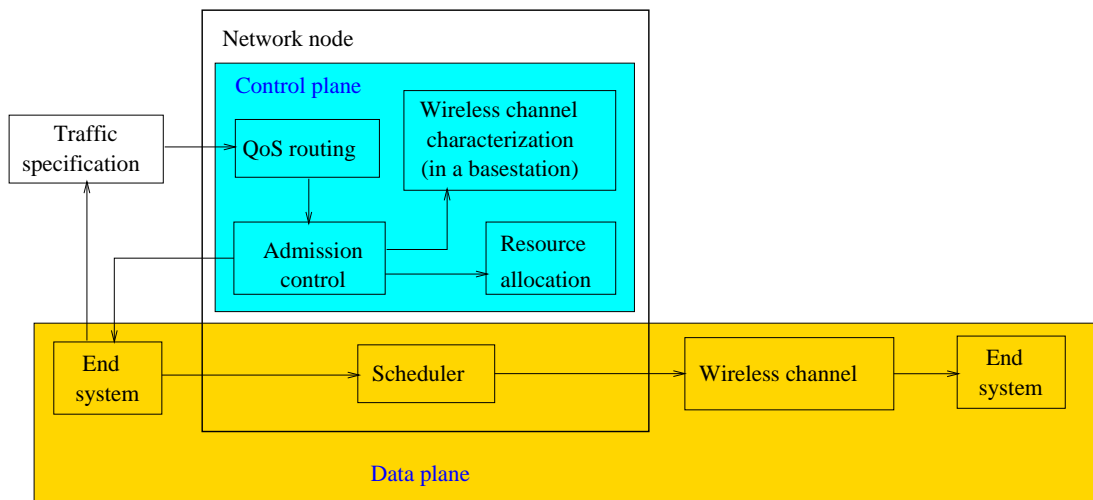 Network node
Control plane
Wireless channel
characterization
(in a basestation)
Traffic
specification
QoS routing
Admission
control
Resource
allocation
End
system
Scheduler
Wireless channel
End
system
Data plane